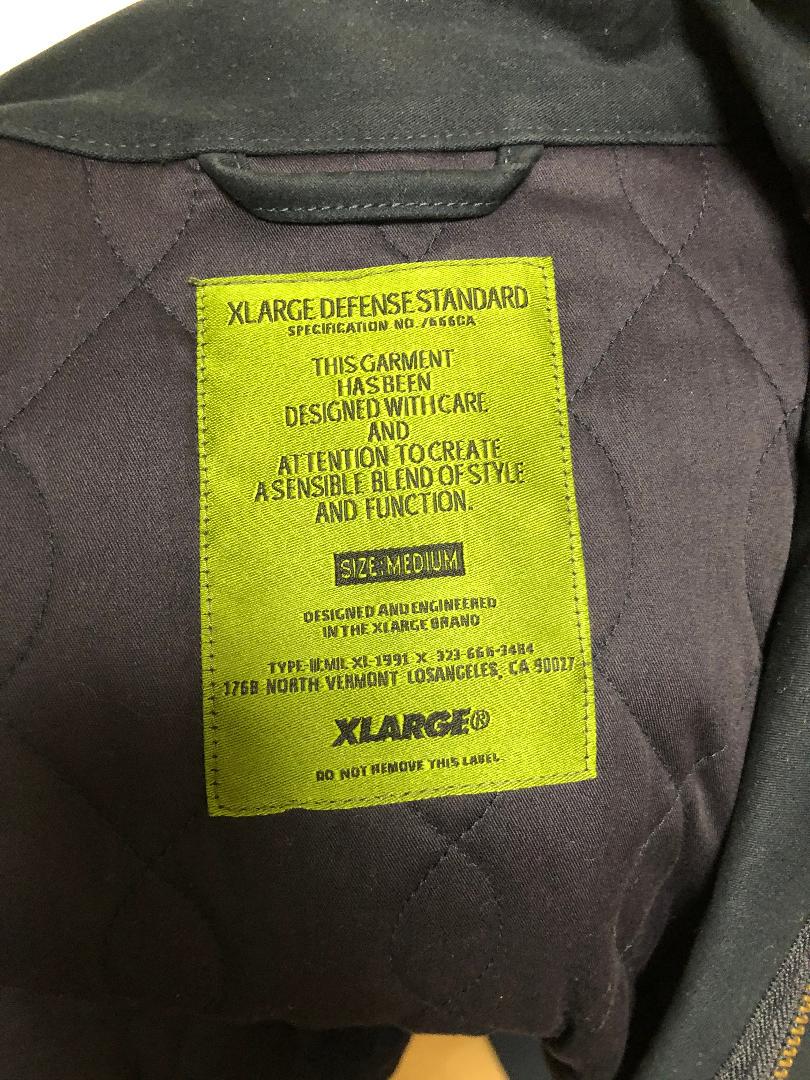 XLARGE DEFENSE STANDARD
SPECIFICATION NO. /666CA
THIS GARMENT
HAS BEEN
DESIGNED WITH CARE
AND
ATTENTION TO CREATE
A SENSIBLE BLEND OF STYLE
AND FUNCTION.
SIZE:MEDIUM
DESIGNED AND ENGINEERED
IN THE XLARGE BRAND
TYPE-III, MIL XL-1991 X 323-666-3484
1768 NORTH VERMONT LOSANGELES, CA 90027
XLARGE®
DO NOT REMOVE THIS LABEL